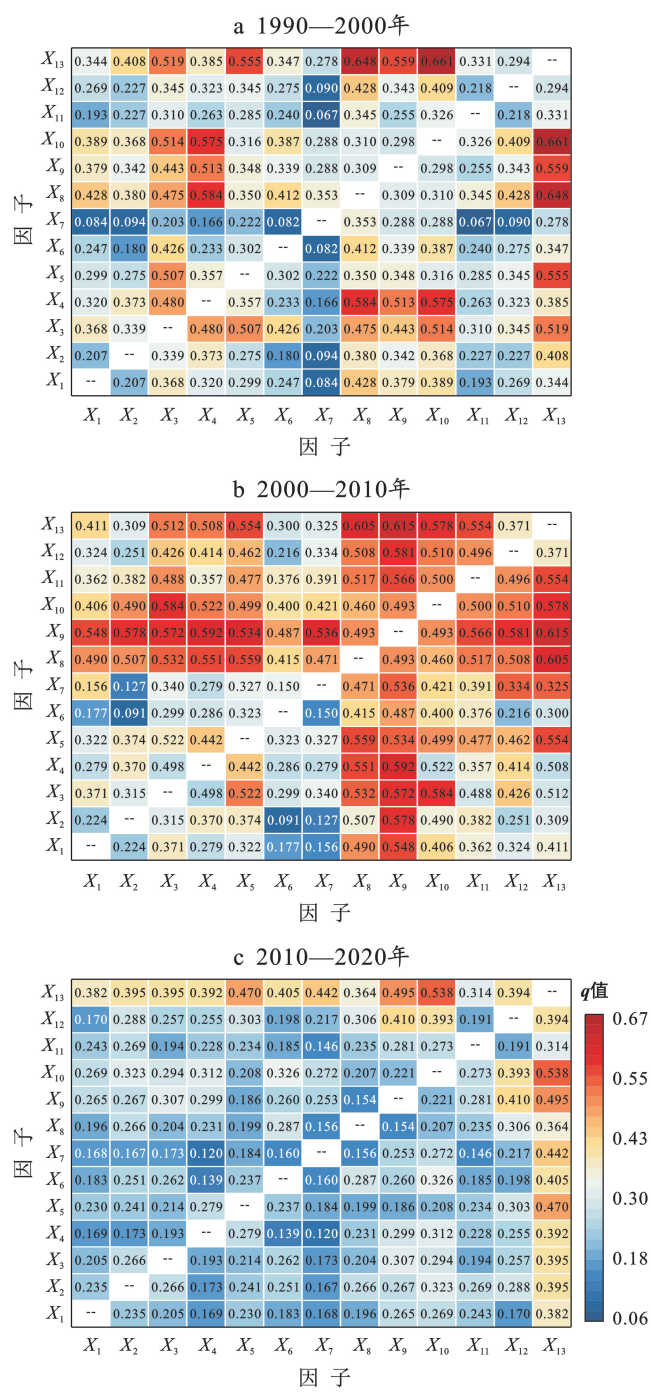 a 1990—2000年
X13 0.344 0.408 0.519 0.385 0.555 0.347 0.278 0.648 0.559 0.661 0.331 0.294 --
X12 0.269 0.227 0.345 0.323 0.345 0.275 0.090 0.428 0.343 0.409 0.218 -- 0.294
X11 0.193 0.227 0.310 0.263 0.285 0.240 0.067 0.345 0.255 0.326 -- 0.218 0.331
X10 0.389 0.368 0.514 0.575 0.316 0.387 0.288 0.310 0.298 -- 0.326 0.409 0.661
X9 0.379 0.342 0.443 0.513 0.348 0.339 0.288 0.309 -- 0.298 0.255 0.343 0.559
X8 0.428 0.380 0.475 0.584 0.350 0.412 0.353 -- 0.309 0.310 0.345 0.428 0.648
X7 0.084 0.094 0.203 0.166 0.222 0.082 -- 0.353 0.288 0.288 0.067 0.090 0.278
X6 0.247 0.180 0.426 0.233 0.302 -- 0.082 0.412 0.339 0.387 0.240 0.275 0.347
X5 0.299 0.275 0.507 0.357 -- 0.302 0.222 0.350 0.348 0.316 0.285 0.345 0.555
X4 0.320 0.373 0.480 -- 0.357 0.233 0.166 0.584 0.513 0.575 0.263 0.323 0.385
X3 0.368 0.339 -- 0.480 0.507 0.426 0.203 0.475 0.443 0.514 0.310 0.345 0.519
X2 0.207 -- 0.339 0.373 0.275 0.180 0.094 0.380 0.342 0.368 0.227 0.227 0.408
X1 -- 0.207 0.368 0.320 0.299 0.247 0.084 0.428 0.379 0.389 0.193 0.269 0.344
X1 X2 X3 X4 X5 X6 X7 X8 X9 X10 X11 X12 X13
因子
因子
b 2000—2010年
X13 0.411 0.309 0.512 0.508 0.554 0.300 0.325 0.605 0.615 0.578 0.554 0.371 --
X12 0.324 0.251 0.426 0.414 0.462 0.216 0.334 0.508 0.581 0.510 0.496 -- 0.371
X11 0.362 0.382 0.488 0.357 0.477 0.376 0.391 0.517 0.566 0.500 -- 0.496 0.554
X10 0.406 0.490 0.584 0.522 0.499 0.400 0.421 0.460 0.493 -- 0.500 0.510 0.578
X9 0.548 0.578 0.572 0.592 0.534 0.487 0.536 0.493 -- 0.493 0.566 0.581 0.615
X8 0.490 0.507 0.532 0.551 0.559 0.415 0.471 -- 0.493 0.460 0.517 0.508 0.605
X7 0.156 0.127 0.340 0.279 0.327 0.150 -- 0.471 0.536 0.421 0.391 0.334 0.325
X6 0.177 0.091 0.299 0.286 0.323 -- 0.150 0.415 0.487 0.400 0.376 0.216 0.300
X5 0.322 0.374 0.522 0.442 -- 0.323 0.327 0.559 0.534 0.499 0.477 0.462 0.554
X4 0.279 0.370 0.498 -- 0.442 0.286 0.279 0.551 0.592 0.522 0.357 0.414 0.508
X3 0.371 0.315 -- 0.498 0.522 0.299 0.340 0.532 0.572 0.584 0.488 0.426 0.512
X2 0.224 -- 0.315 0.370 0.374 0.091 0.127 0.507 0.578 0.490 0.382 0.251 0.309
X1 -- 0.224 0.371 0.279 0.322 0.177 0.156 0.490 0.548 0.406 0.362 0.324 0.411
X1 X2 X3 X4 X5 X6 X7 X8 X9 X10 X11 X12 X13
因子
因子
c 2010—2020年
X13 0.382 0.395 0.395 0.392 0.470 0.405 0.442 0.364 0.495 0.538 0.314 0.394 --
X12 0.170 0.288 0.257 0.255 0.303 0.198 0.217 0.306 0.410 0.393 0.191 -- 0.394
X11 0.243 0.269 0.194 0.228 0.234 0.185 0.146 0.235 0.281 0.273 -- 0.191 0.314
X10 0.269 0.323 0.294 0.312 0.208 0.326 0.272 0.207 0.221 -- 0.273 0.393 0.538
X9 0.265 0.267 0.307 0.299 0.186 0.260 0.253 0.154 -- 0.221 0.281 0.410 0.495
X8 0.196 0.266 0.204 0.231 0.199 0.287 0.156 -- 0.154 0.207 0.235 0.306 0.364
X7 0.168 0.167 0.173 0.120 0.184 0.160 -- 0.156 0.253 0.272 0.146 0.217 0.442
X6 0.183 0.251 0.262 0.139 0.237 -- 0.160 0.287 0.260 0.326 0.185 0.198 0.405
X5 0.230 0.241 0.214 0.279 -- 0.237 0.184 0.199 0.186 0.208 0.234 0.303 0.470
X4 0.169 0.173 0.193 -- 0.279 0.139 0.120 0.231 0.299 0.312 0.228 0.255 0.392
X3 0.205 0.266 -- 0.193 0.214 0.262 0.173 0.204 0.307 0.294 0.194 0.257 0.395
X2 0.235 -- 0.266 0.173 0.241 0.251 0.167 0.266 0.267 0.323 0.269 0.288 0.395
X1 -- 0.235 0.205 0.169 0.230 0.183 0.168 0.196 0.265 0.269 0.243 0.170 0.382
X1 X2 X3 X4 X5 X6 X7 X8 X9 X10 X11 X12 X13
因子
因子
q值
0.67
0.55
0.43
0.30
0.18
0.06